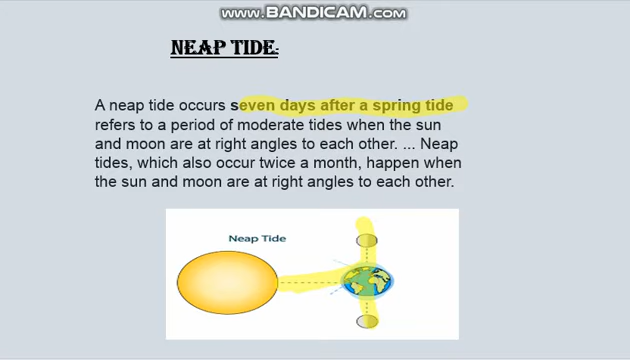 www.BANDICAM.com
NEAP TIDE:
A neap tide occurs seven days after a spring tide
refers to a period of moderate tides when the sun
and moon are at right angles to each other. ... Neap
tides, which also occur twice a month, happen when
the sun and moon are at right angles to each other.
Neap Tide